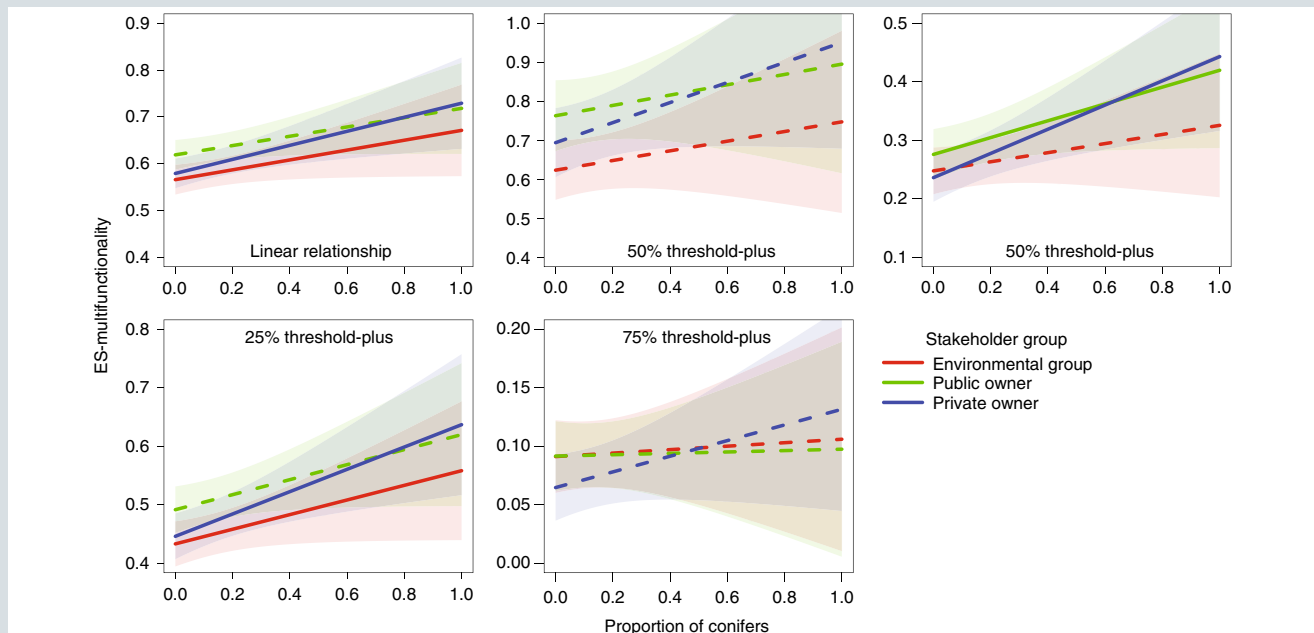 0.9
0.8
0.7
0.6
0.5
0.4
Linear relationship
0.0 0.2 0.4 0.6 0.8 1.0
1.0
0.9
0.8
0.7
0.6
0.5
0.4
50% threshold-plus
0.0 0.2 0.4 0.6 0.8 1.0
0.5
0.4
0.3
0.2
0.1
50% threshold-plus
0.0 0.2 0.4 0.6 0.8 1.0
ES-multifunctionality
25% threshold-plus
0.8
0.7
0.6
0.5
0.4
0.0 0.2 0.4 0.6 0.8 1.0
75% threshold-plus
0.20
0.15
0.10
0.05
0.00
0.0 0.2 0.4 0.6 0.8 1.0
Proportion of conifers
Stakeholder group
Environmental group
Public owner
Private owner